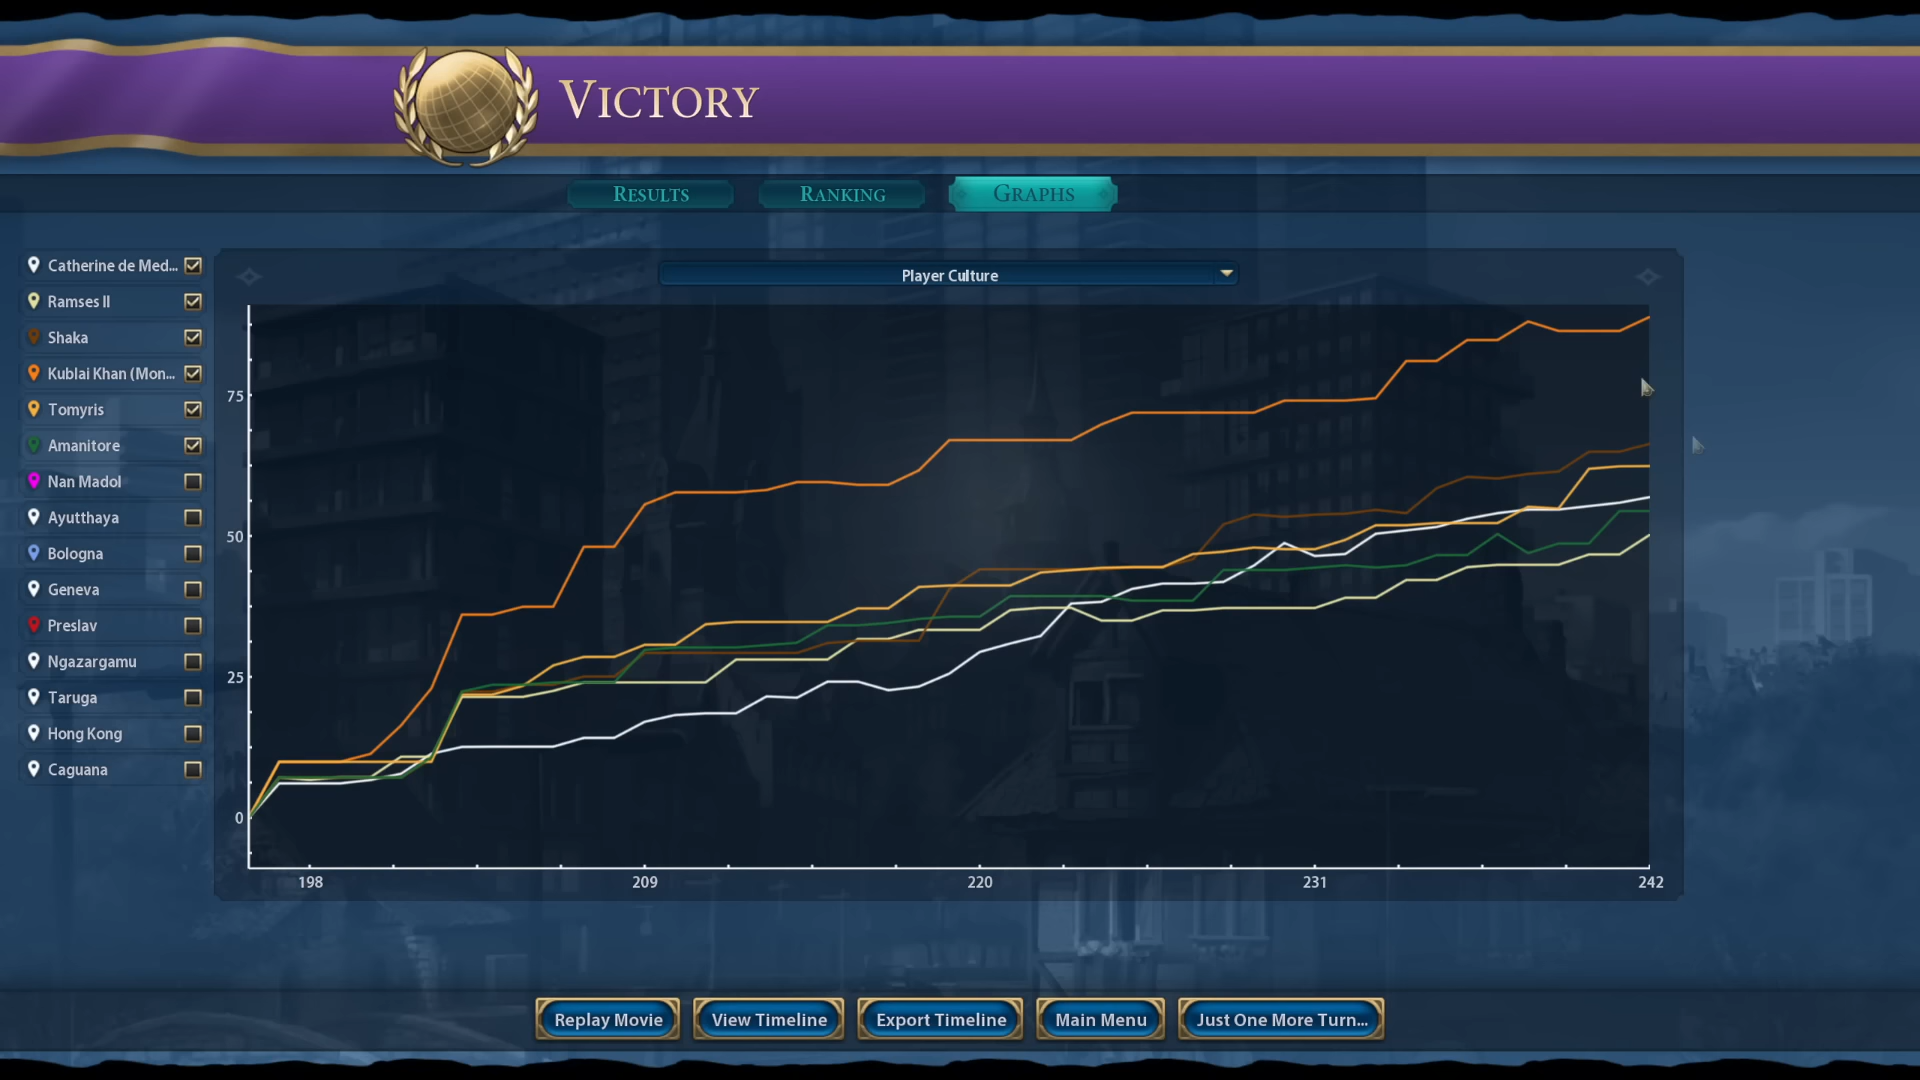 VICTORY
RESULTS
RANKING
GRAPHS
Catherine de Med...
Ramses II
Shaka
Kublai Khan (Mon...
Tomyris
Amanitore
Nan Madol
Ayutthaya
Bologna
Geneva
Preslav
Ngazargamu
Taruga
Hong Kong
Caguana
Player Culture
75
50
25
0
198 209 220 231 242
Replay Movie View Timeline Export Timeline Main Menu Just One More Turn...